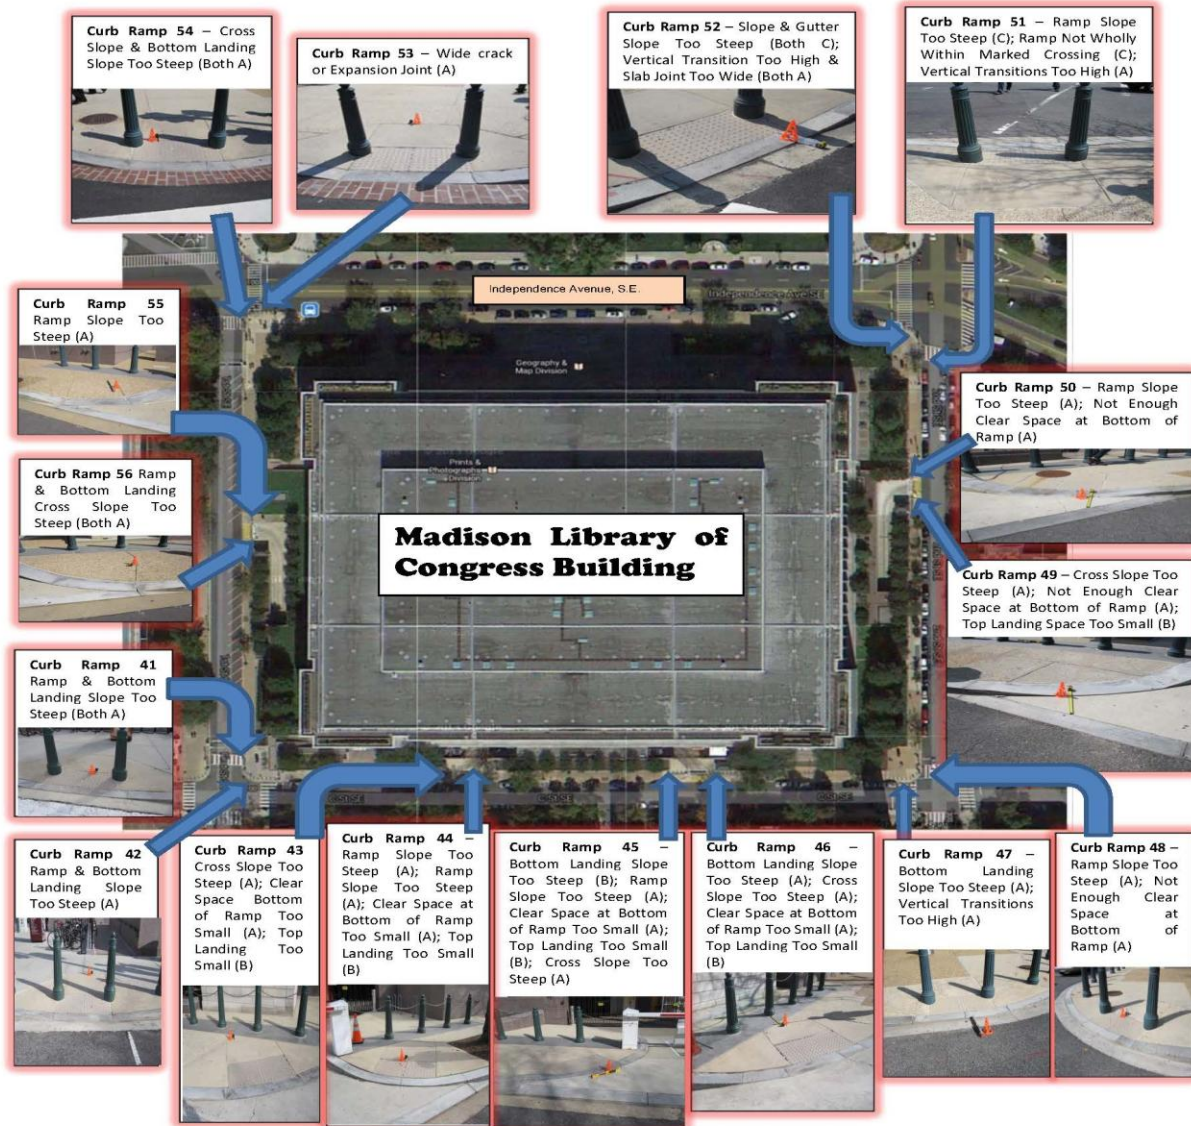 Curb Ramp 54 – Cross
Slope & Bottom Landing
Slope Too Steep (Both A)
Curb Ramp 53 – Wide crack
or Expansion Joint (A)
Curb Ramp 52 – Slope & Gutter
Slope Too Steep (Both C);
Vertical Transition Too High &
Slab Joint Too Wide (Both A)
Curb Ramp 51 – Ramp Slope
Too Steep (C); Ramp Not Wholly
Within Marked Crossing (C);
Vertical Transitions Too High (A)
Independence Avenue, S.E.
Independence Ave SE
Curb Ramp 55
Ramp Slope Too
Steep (A)
Geography &
Map Division
Curb Ramp 50 – Ramp Slope
Too Steep (A); Not Enough
Clear Space at Bottom of
Ramp (A)
Curb Ramp 56 Ramp
& Bottom Landing
Cross Slope Too
Steep (Both A)
Prints &
Photographs
Division
Madison Library of
Congress Building
Curb Ramp 49 – Cross Slope Too
Steep (A); Not Enough Clear
Space at Bottom of Ramp (A);
Top Landing Space Too Small (B)
Curb Ramp 41
Ramp & Bottom
Landing Slope Too
Steep (Both A)
C St SE
C St SE
C St SE
Curb Ramp 42
Ramp & Bottom
Landing Slope
Too Steep (A)
Curb Ramp 43
Cross Slope Too
Steep (A); Clear
Space Bottom
of Ramp Too
Small (A); Top
Landing Too
Small (B)
Curb Ramp 44 –
Ramp Slope Too
Steep (A); Ramp
Slope Too Steep
(A); Clear Space at
Bottom of Ramp
Too Small (A); Top
Landing Too Small
(B)
Curb Ramp 45 –
Bottom Landing Slope
Too Steep (B); Ramp
Slope Too Steep (A);
Clear Space at Bottom
of Ramp Too Small (A);
Top Landing Too Small
(B); Cross Slope Too
Steep (A)
Curb Ramp 46 –
Bottom Landing Slope
Too Steep (A); Cross
Slope Too Steep (A);
Clear Space at Bottom
of Ramp Too Small (A);
Top Landing Too Small
(B)
Curb Ramp 47 –
Bottom Landing
Slope Too Steep (A);
Vertical Transitions
Too High (A)
Curb Ramp 48 –
Ramp Slope Too
Steep (A); Not
Enough Clear
Space at
Bottom of
Ramp (A)